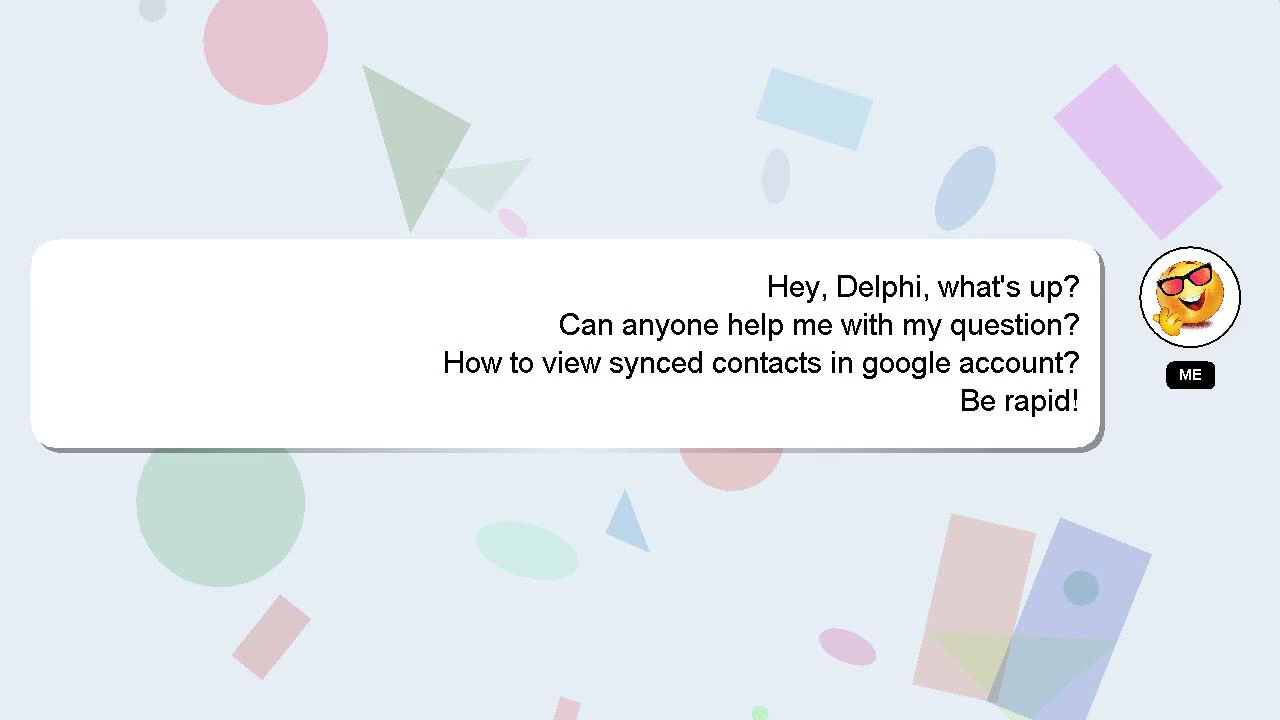 Hey, Delphi, what's up?
Can anyone help me with my question?
How to view synced contacts in google account?
Be rapid!
ME